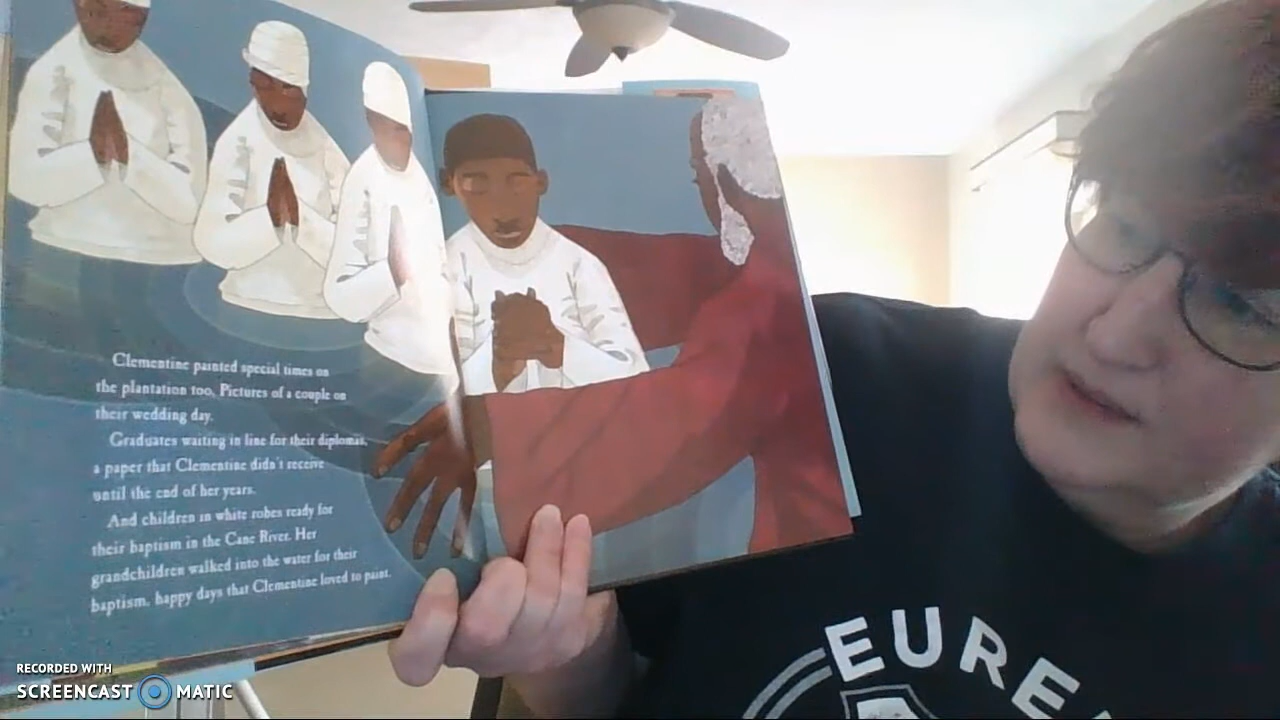 Clementine painted special times on
the plantation too. Pictures of a couple on
their wedding day.
Graduates waiting in line for their diplomas,
a paper that Clementine didn't receive
until the end of her years.
And children in white robes ready for
their baptism in the Cane River. Her
grandchildren walked into the water for their
baptism, happy days that Clementine loved to paint.
EURE
RECORDED WITH
SCREENCAST MATIC